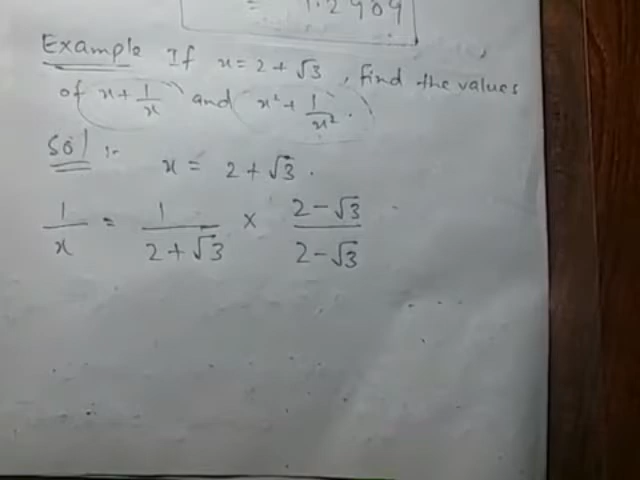 = 1.2909
Example If x = 2 + √3, find the values
of x + 1/x and x² + 1/x².
Sol :- x = 2 + √3.
1/x = 1/(2 + √3) × (2 - √3)/(2 - √3)